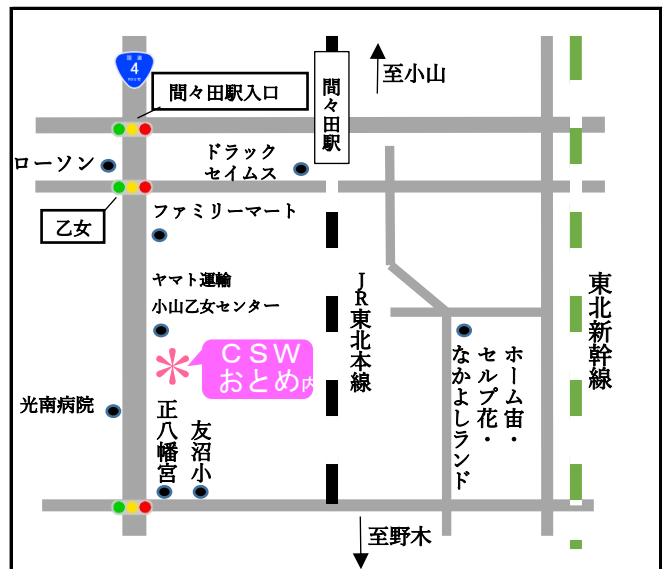 国道
4
ROUTE
間々田駅入口
間々田駅
至小山
ローソン
ドラック
セイムス
乙女
ファミリーマート
ヤマト運輸
小山乙女センター
JR東北本線
東北新幹線
CSW
おとめ内
ホーム宙・
セルプ花・
なかよしランド
光南病院
正八幡宮
友沼小
至野木